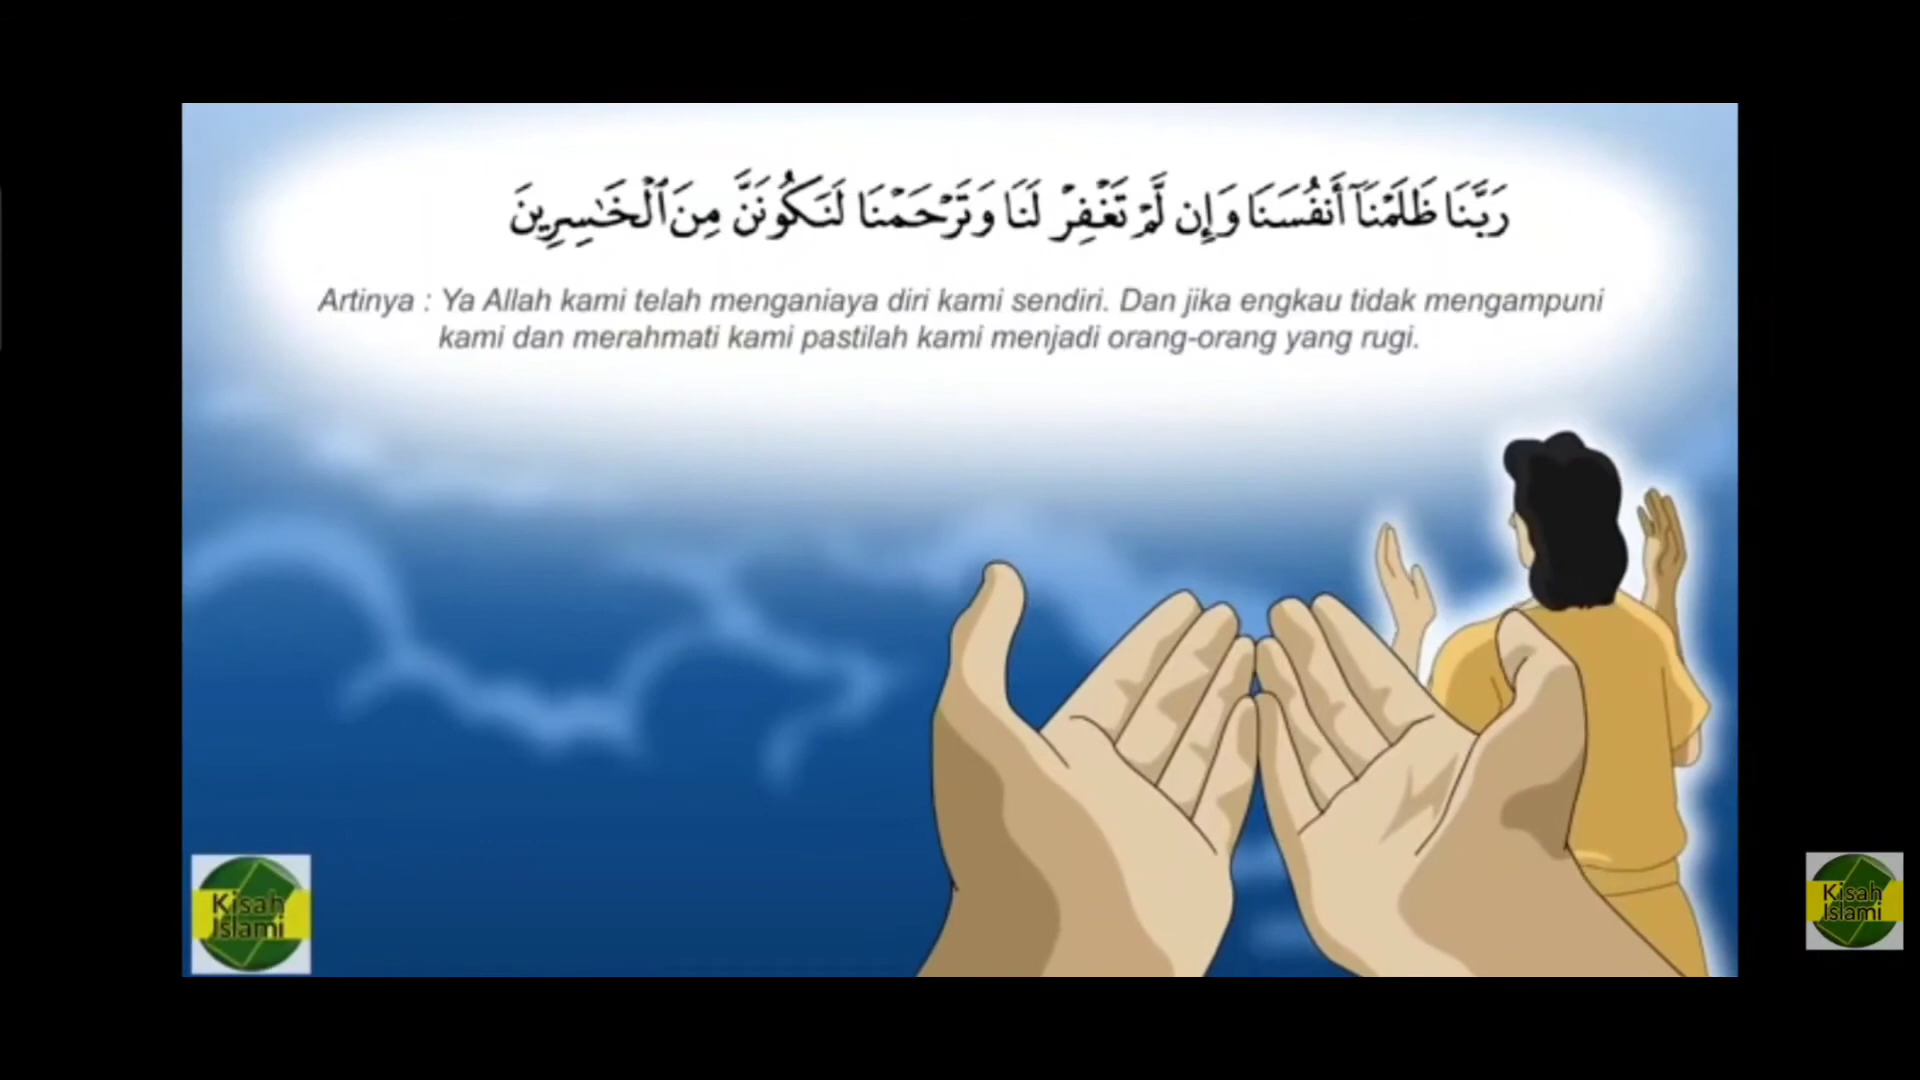 رَبَّنَا ظَلَمْنَآ أَنفُسَنَا وَإِن لَّمْ تَغْفِرْ لَنَا وَتَرْحَمْنَا لَنَكُونَنَّ مِنَ ٱلْخَٰسِرِينَ
Artinya : Ya Allah kami telah menganiaya diri kami sendiri. Dan jika engkau tidak mengampuni
kami dan merahmati kami pastilah kami menjadi orang-orang yang rugi.
Kisah
Islami
Kisah
Islami